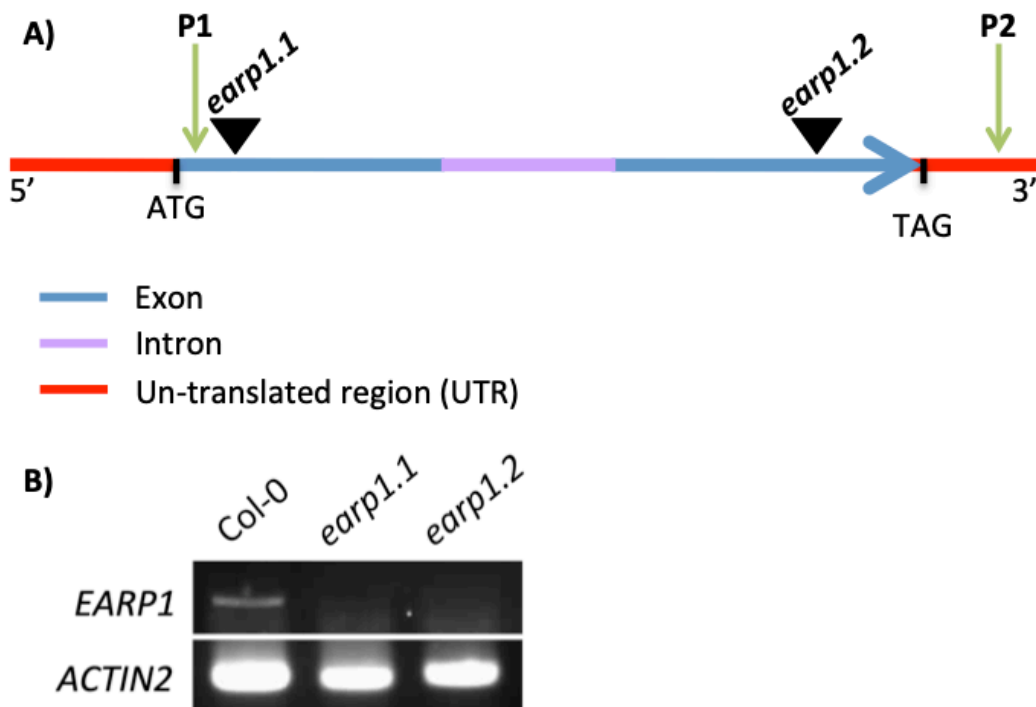 A)
P1
P2
earp1.1
earp1.2
5’
3’
ATG
TAG
Exon
Intron
Un-translated region (UTR)
B)
Col-0
earp1.1
earp1.2
EARP1
ACTIN2